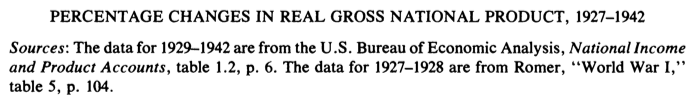 PERCENTAGE CHANGES IN REAL GROSS NATIONAL PRODUCT, 1927–1942
Sources: The data for 1929–1942 are from the U.S. Bureau of Economic Analysis, National Income
and Product Accounts, table 1.2, p. 6. The data for 1927–1928 are from Romer, ‘‘World War I,’’
table 5, p. 104.